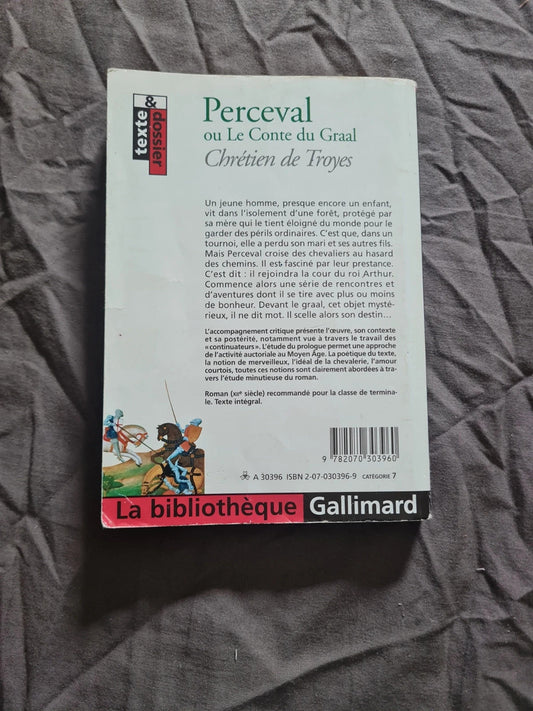 texte
&
dossier
Perceval
ou Le Conte du Graal
Chrétien de Troyes
Un jeune homme, presque encore un enfant,
vit dans l'isolement d'une forêt, protégé par
sa mère qui le tient éloigné du monde pour le
garder des périls ordinaires. C'est que, dans un
tournoi, elle a perdu son mari et ses autres fils.
Mais Perceval croise des chevaliers au hasard
des chemins. Il est fasciné par leur prestance.
C'est dit : il rejoindra la cour du roi Arthur.
Commence alors une série de rencontres et
d'aventures dont il se tire avec plus ou moins
de bonheur. Devant le graal, cet objet mysté-
rieux, il ne dit mot. Il scelle alors son destin...
L'accompagnement critique présente l'œuvre, son contexte
et sa postérité, notamment vue à travers le travail des
«continuateurs». L'étude du prologue permet une approche
de l'activité auctoriale au Moyen Âge. La poétique du texte,
la notion de merveilleux, l'idéal de la chevalerie, l'amour
courtois, toutes ces notions sont clairement abordées à tra-
vers l'étude minutieuse du roman.
Roman (XIIe siècle) recommandé pour la classe de termina-
le. Texte intégral.
9 782070 303960
A 30396 ISBN 2-07-030396-9 CATÉGORIE 7
La bibliothèque Gallimard